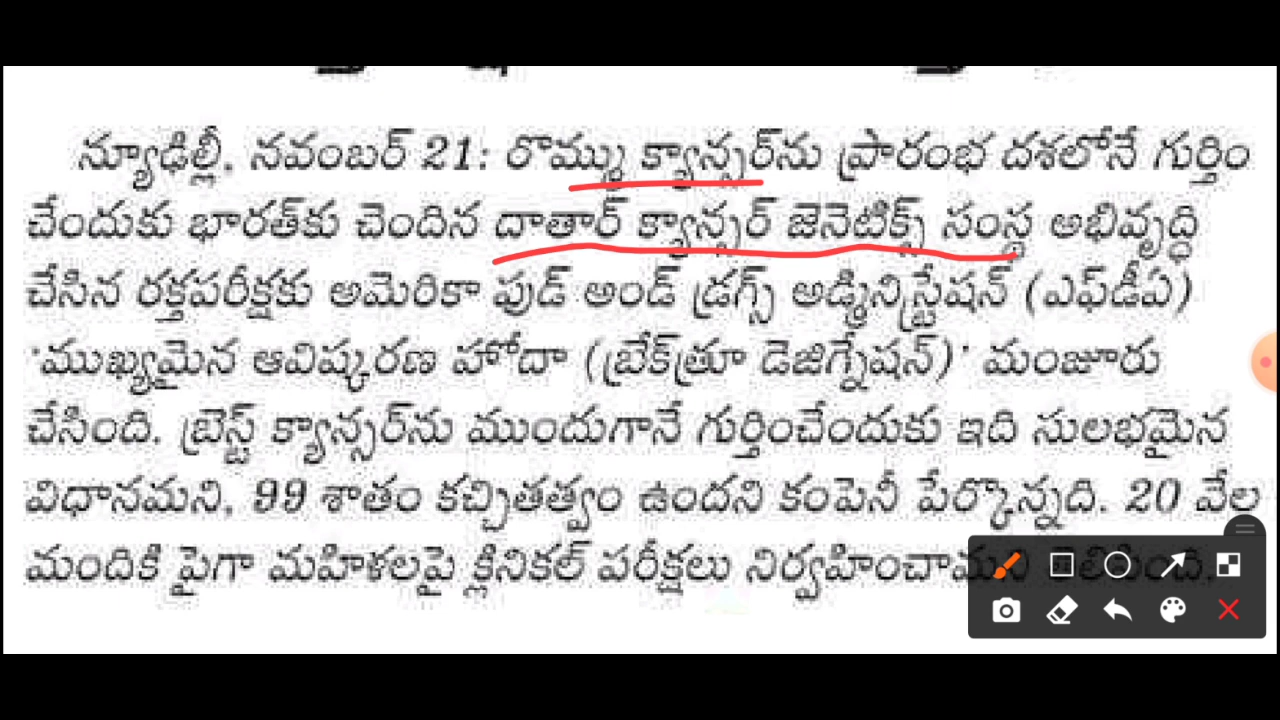 న్యూఢిల్లీ, నవంబర్ 21: రొమ్ము క్యాన్సర్‌ను ప్రారంభ దశలోనే గుర్తిం
చేందుకు భారత్‌కు చెందిన దాతార్ క్యాన్సర్ జెనెటిక్స్ సంస్థ అభివృద్ధి
చేసిన రక్తపరీక్షకు అమెరికా ఫుడ్ అండ్ డ్రగ్స్ అడ్మినిస్ట్రేషన్ (ఎఫ్‌డీఏ)
‘ముఖ్యమైన ఆవిష్కరణ హోదా (బ్రేక్‌త్రూ డెజిగ్నేషన్)’ మంజూరు
చేసింది. బ్రెస్ట్ క్యాన్సర్‌ను ముందుగానే గుర్తించేందుకు ఇది సులభమైన
విధానమని, 99 శాతం కచ్చితత్వం ఉందని కంపెనీ పేర్కొన్నది. 20 వేల
మందికి పైగా మహిళలపై క్లినికల్ పరీక్షలు నిర్వహించామని